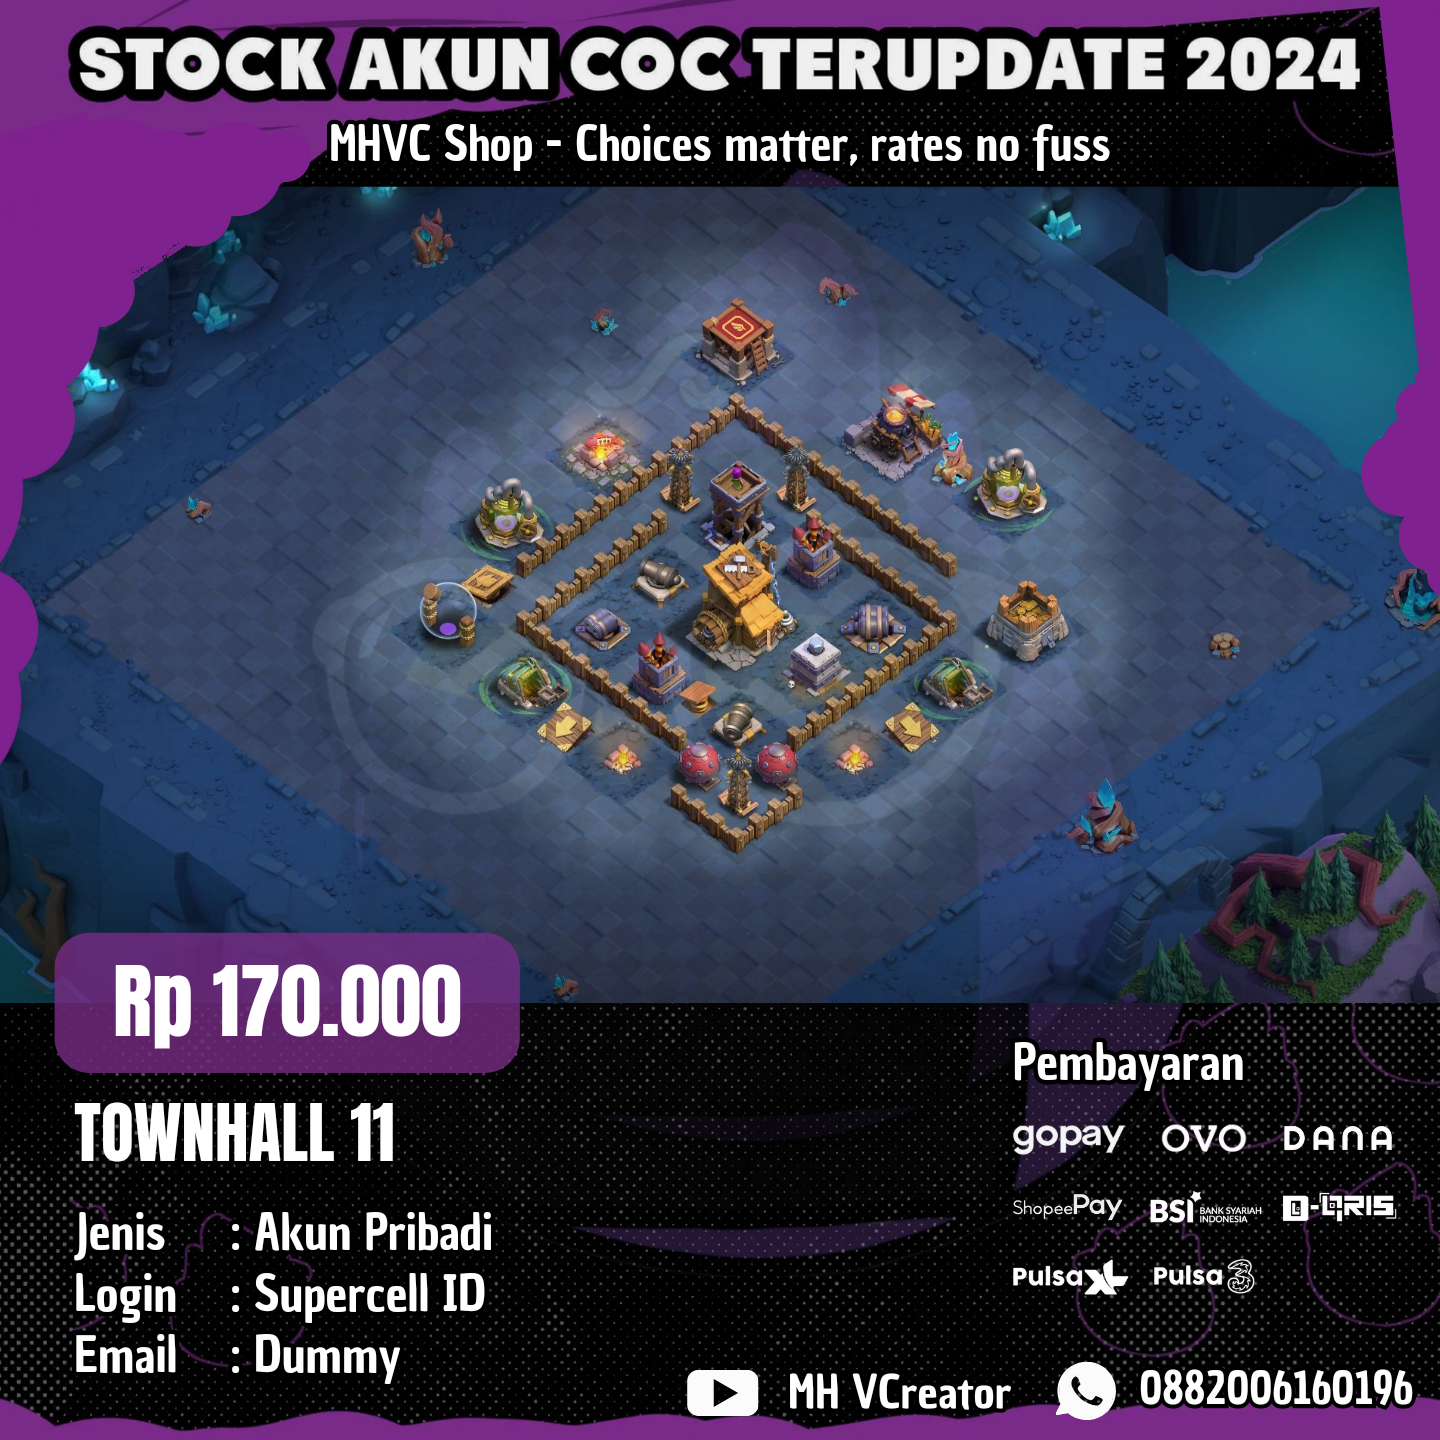 STOCK AKUN COC TERUPDATE 2024
MHVC Shop - Choices matter, rates no fuss
Rp 170.000
TOWNHALL 11
Jenis : Akun Pribadi
Login : Supercell ID
Email : Dummy
Pembayaran
gopay OVO DANA
ShopeePay BSI BANK SYARIAH INDONESIA D-QRIS
Pulsa XL Pulsa 3
MH VCreator 0882006160196